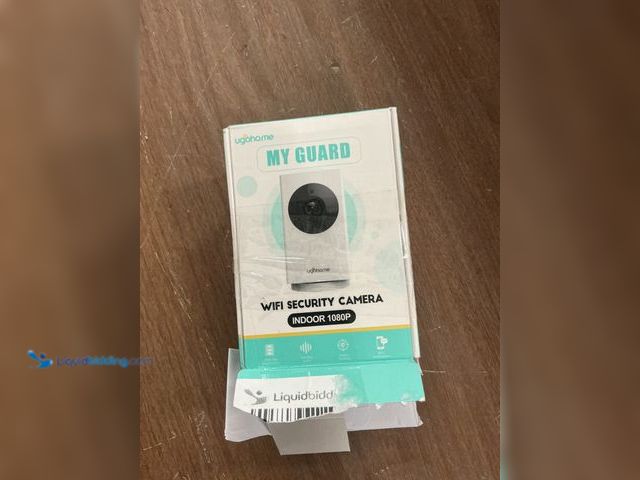 ugohome
MY GUARD
ugohome
WIFI SECURITY CAMERA
INDOOR 1080P
Liquidbidding.com
Liquidbidd